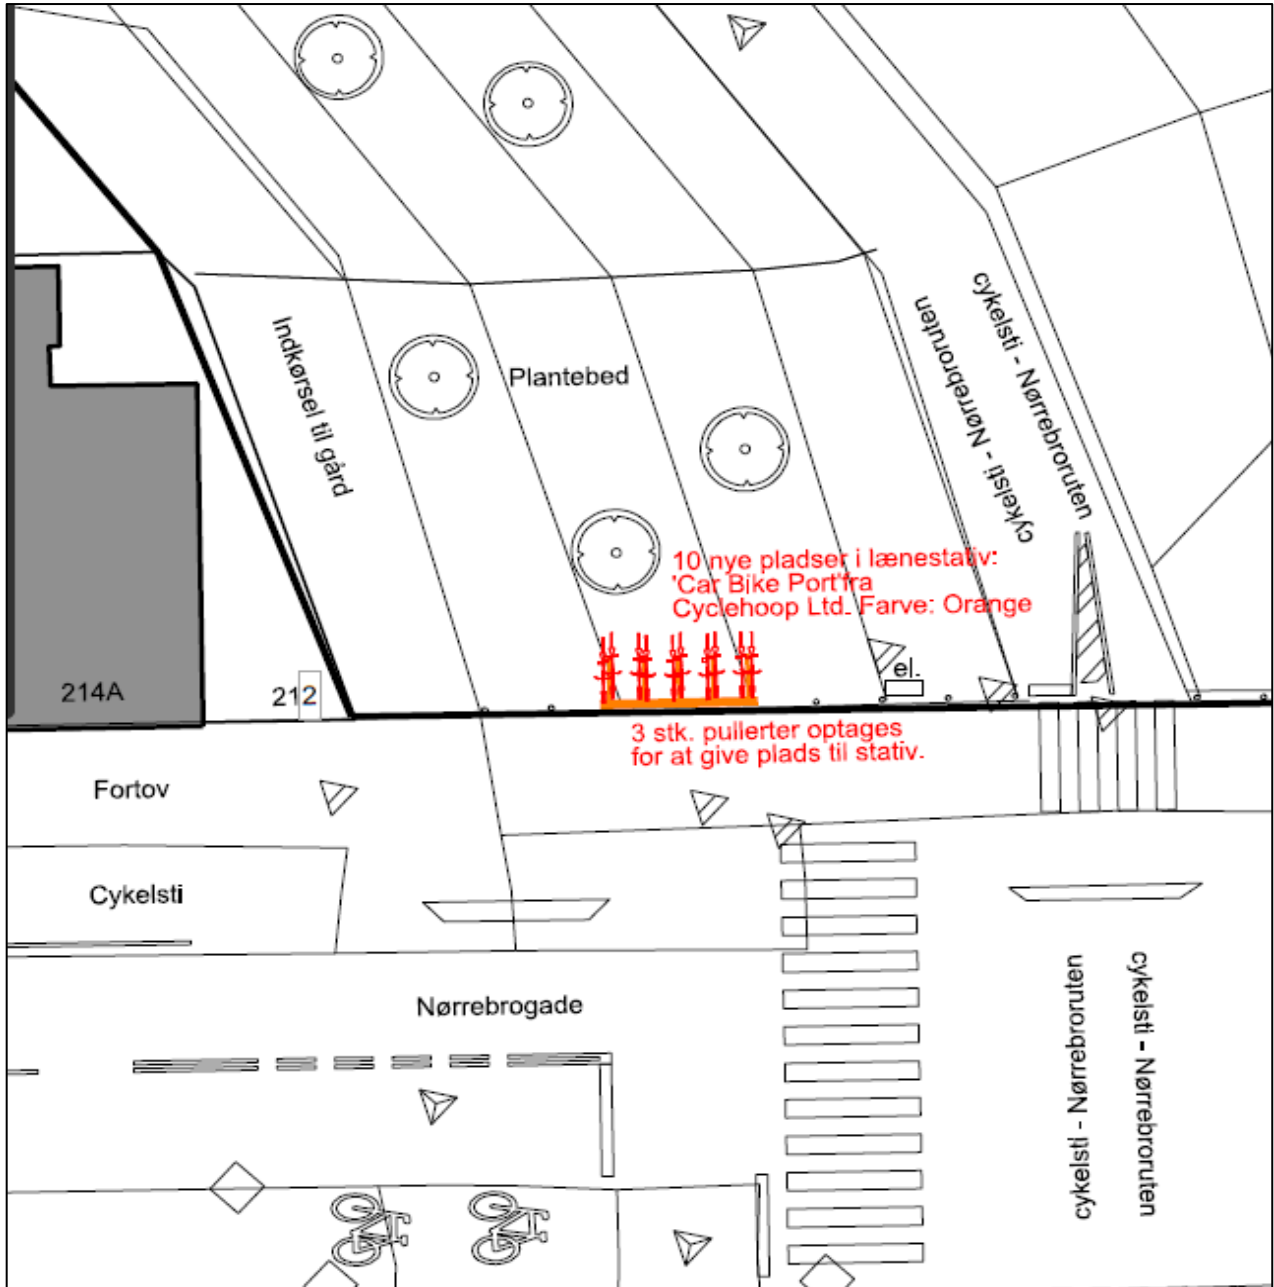 cykelsti - Nørrebroruten
cykelsti - Nørrebroruten
Indkørsel til gård
Plantebed
10 nye pladser i lænestativ:
'Car Bike Port'fra
Cyclehoop Ltd. Farve: Orange
el.
214A
212
3 stk. pullerter optages
for at give plads til stativ.
Fortov
Cykelsti
Nørrebrogade
cykelsti - Nørrebroruten
cykelsti - Nørrebroruten